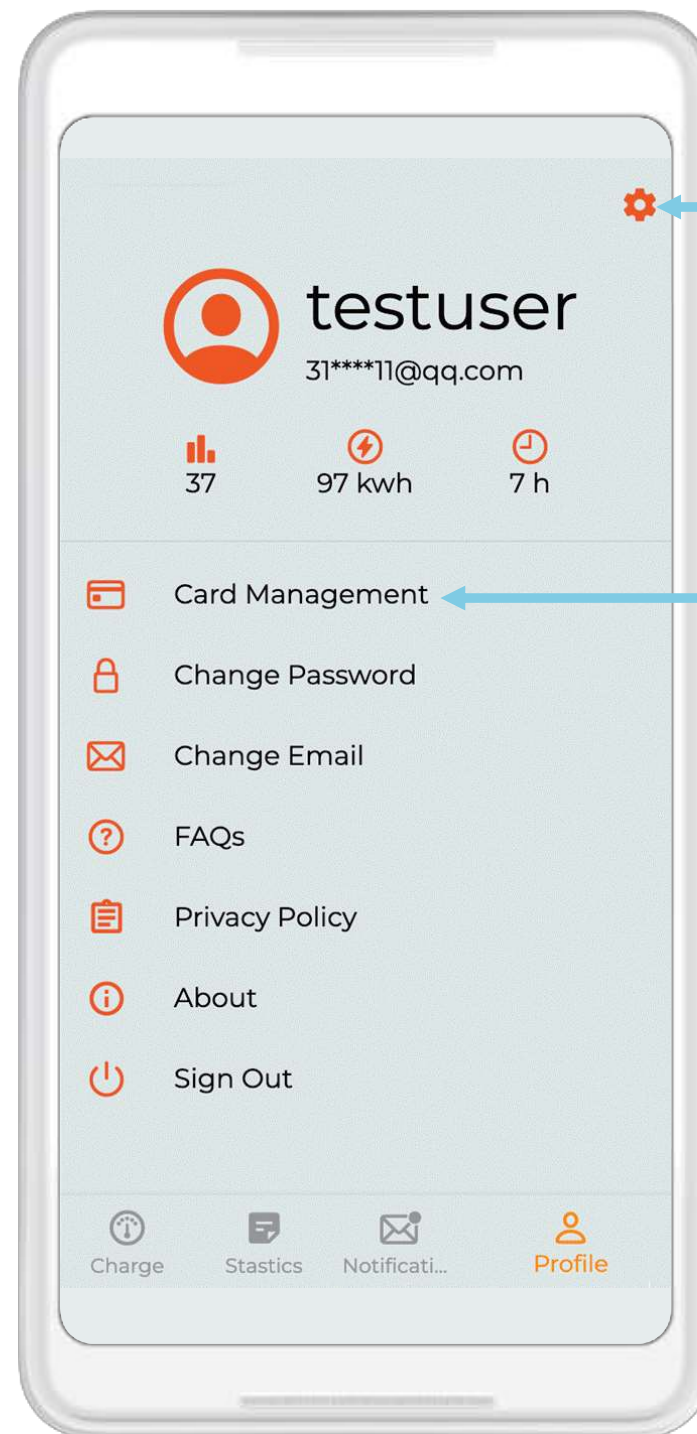 testuser
31****11@qq.com
37 97 kwh 7 h
Card Management
Change Password
Change Email
FAQs
Privacy Policy
About
Sign Out
Charge Stastics Notificati... Profile